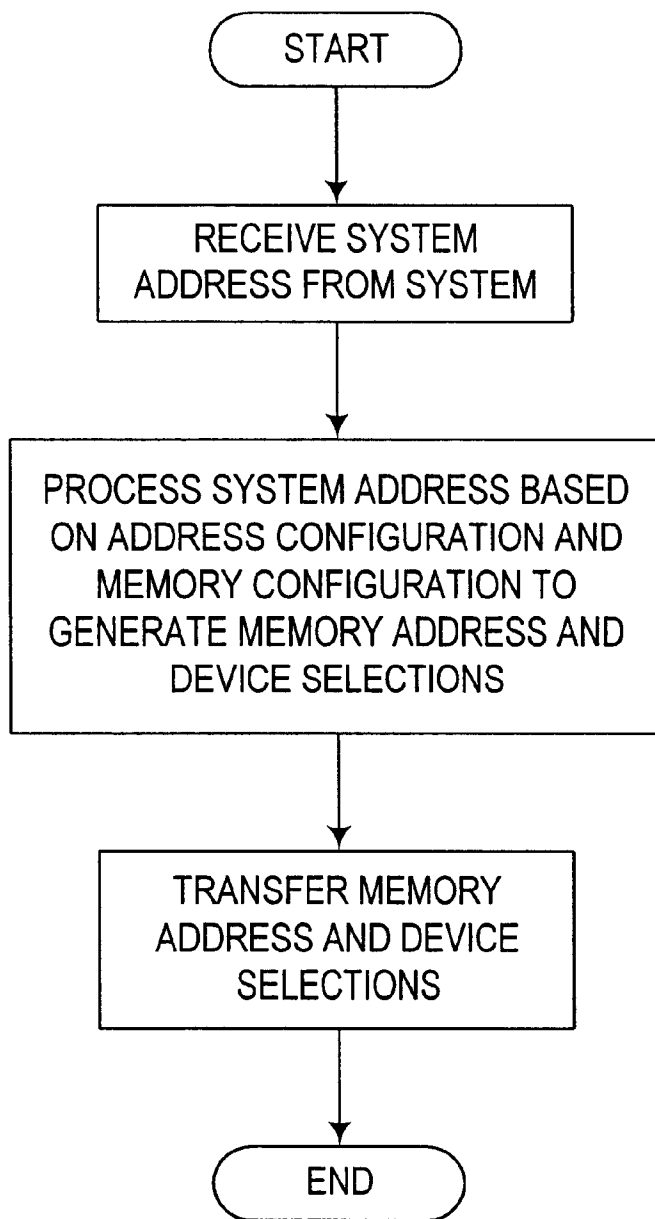 START
RECEIVE SYSTEM
ADDRESS FROM SYSTEM
PROCESS SYSTEM ADDRESS BASED
ON ADDRESS CONFIGURATION AND
MEMORY CONFIGURATION TO
GENERATE MEMORY ADDRESS AND
DEVICE SELECTIONS
TRANSFER MEMORY
ADDRESS AND DEVICE
SELECTIONS
END